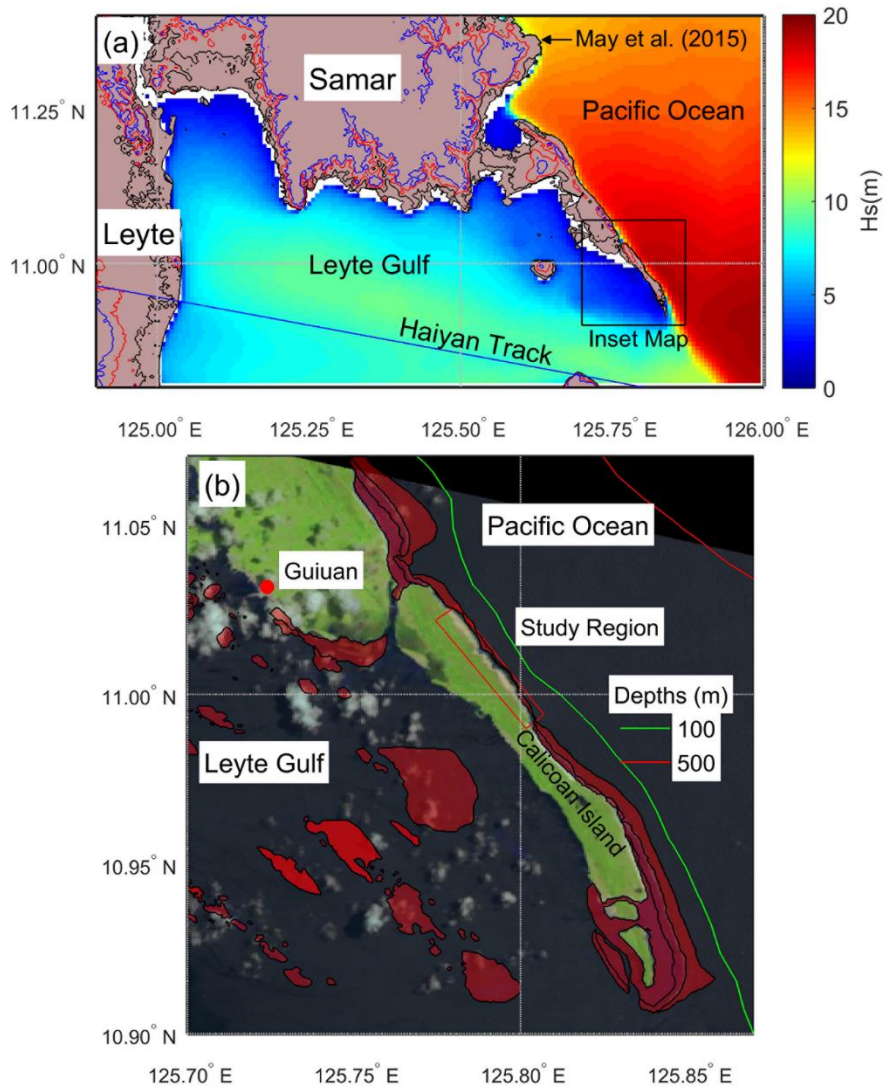 (a)
May et al. (2015)
Samar
Pacific Ocean
11.25° N
Leyte
Leyte Gulf
11.00° N
Haiyan Track
Inset Map
20
15
10
5
0
Hs(m)
125.00° E
125.25° E
125.50° E
125.75° E
126.00° E
(b)
Pacific Ocean
11.05° N
Guiuan
Study Region
11.00° N
Depths (m)
100
500
Leyte Gulf
Calicoan Island
10.95° N
10.90° N
125.70° E
125.75° E
125.80° E
125.85° E